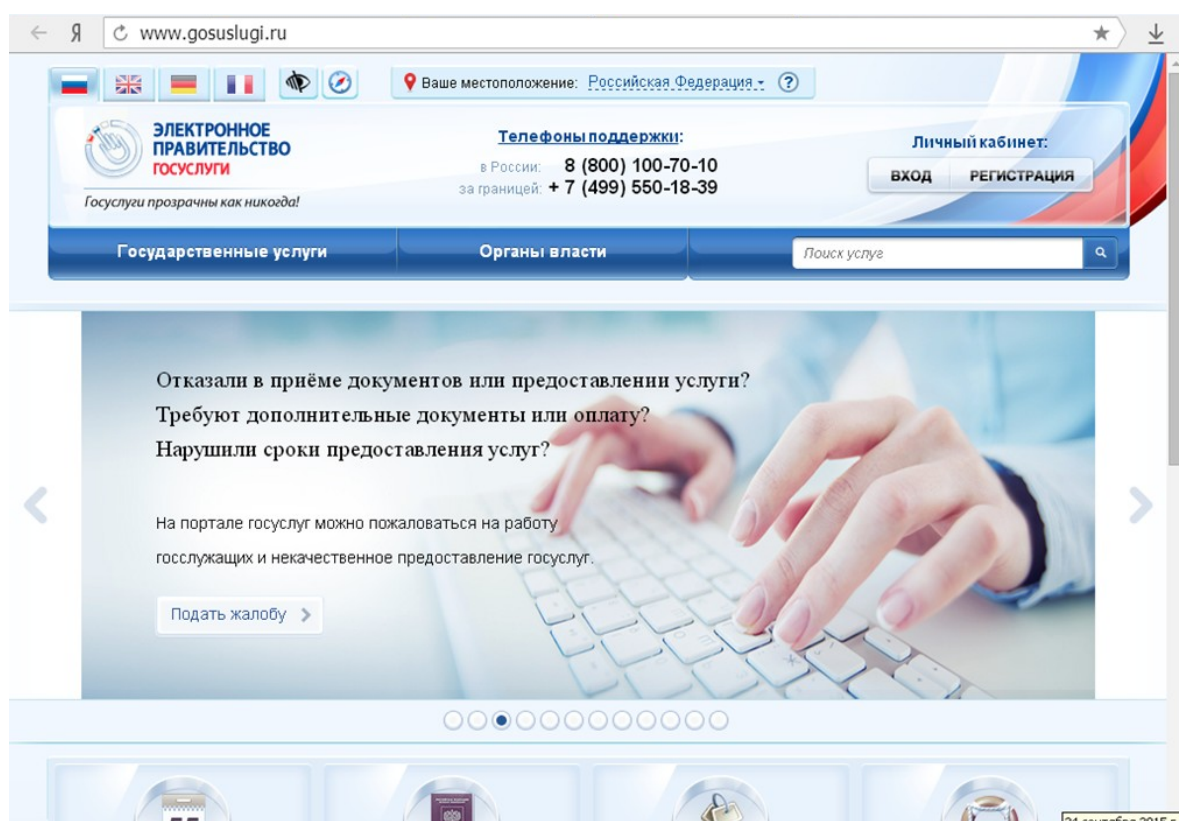 Я www.gosuslugi.ru
Ваше местоположение: Российская Федерация ?
ЭЛЕКТРОННОЕ
ПРАВИТЕЛЬСТВО
ГОСУСЛУГИ
Госуслуги прозрачны как никогда!
Телефоны поддержки:
в России: 8 (800) 100-70-10
за границей: + 7 (499) 550-18-39
Личный кабинет:
ВХОД РЕГИСТРАЦИЯ
Государственные услуги Органы власти Поиск услуг
Отказали в приёме документов или предоставлении услуги?
Требуют дополнительные документы или оплату?
Нарушили сроки предоставления услуг?
На портале госуслуг можно пожаловаться на работу
госслужащих и некачественное предоставление госуслуг.
Подать жалобу